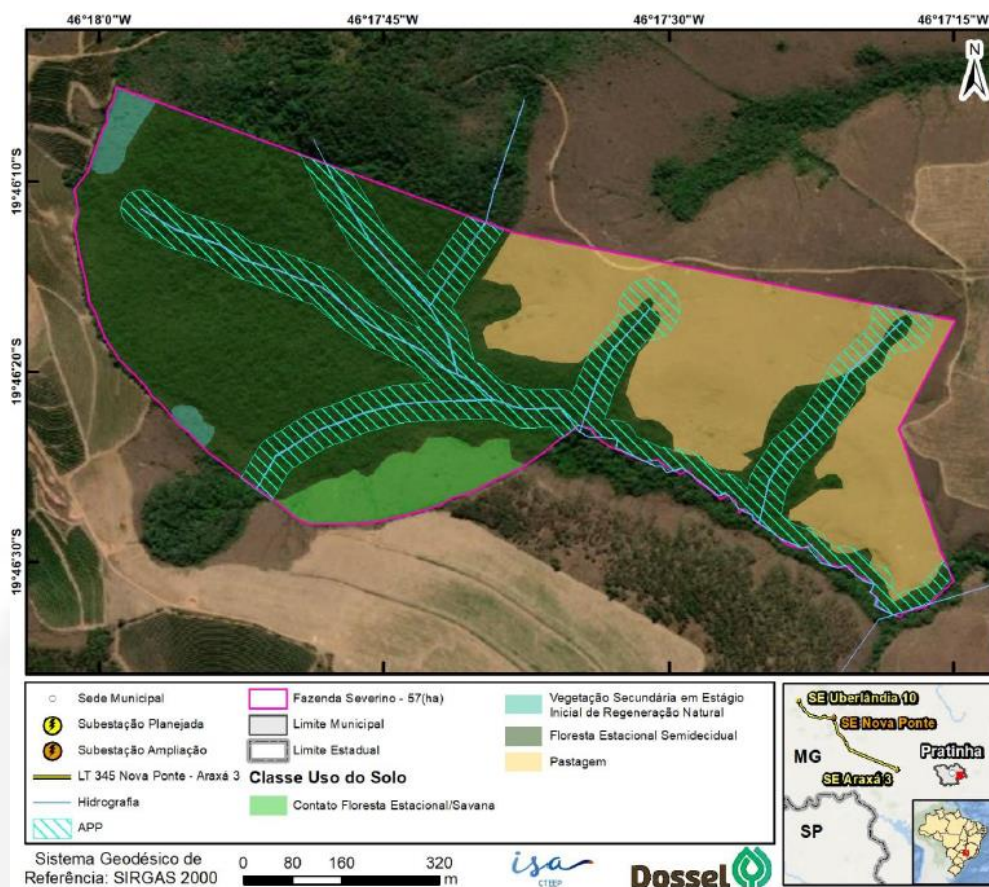 46°18'0"W 46°17'45"W 46°17'30"W 46°17'15"W
N
19°46'10"S
19°46'20"S
19°46'30"S
Sede Municipal
Subestação Planejada
Subestação Ampliação
LT 345 Nova Ponte - Araxá 3
Hidrografia
APP
Fazenda Severino - 57(ha)
Limite Municipal
Limite Estadual
Classe Uso do Solo
Contato Floresta Estacional/Savana
Vegetação Secundária em Estágio
Inicial de Regeneração Natural
Floresta Estacional Semidecidual
Pastagem
SE Uberlândia 10
SE Nova Ponte
MG
Pratinha
SE Araxá 3
SP
Sistema Geodésico de
Referência: SIRGAS 2000
0 80 160 320
m
isa
CTEEP
Dossel